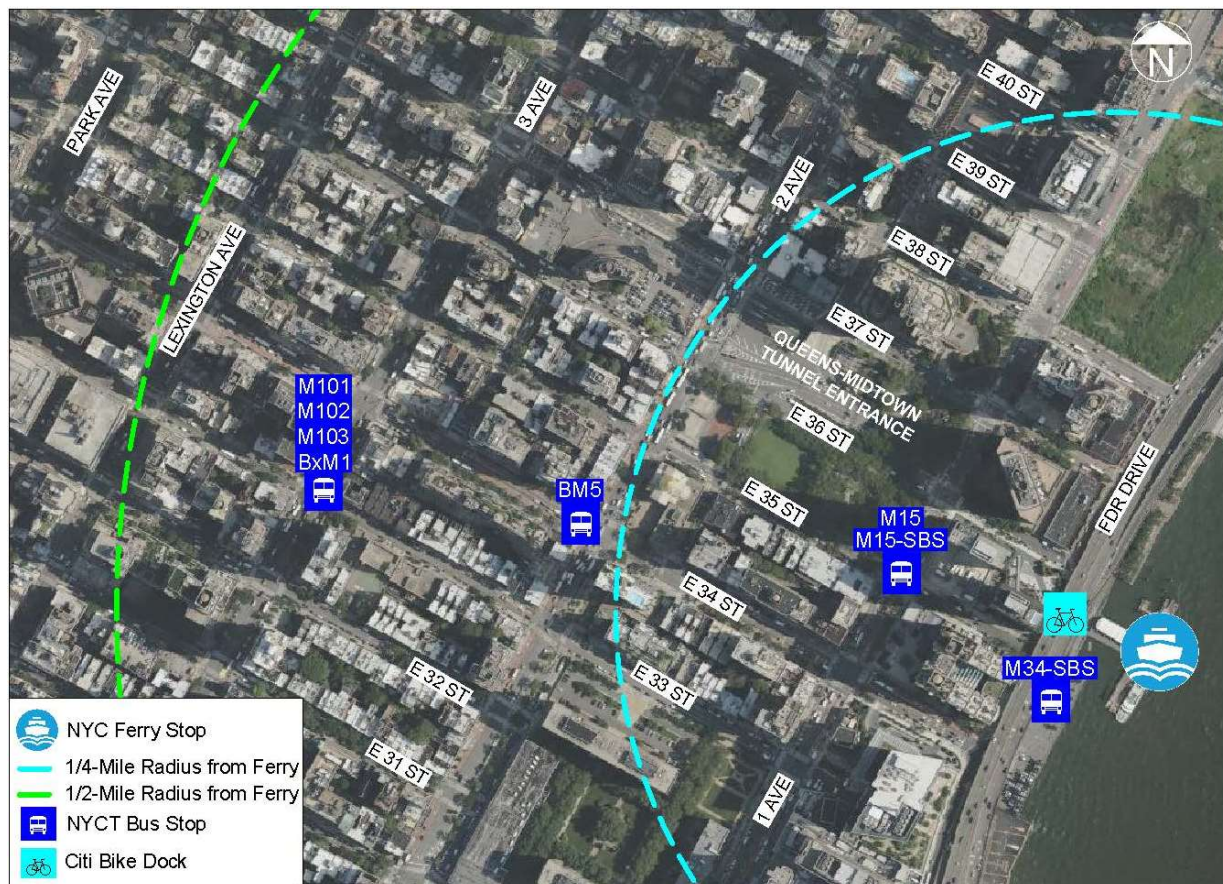 N
E 40 ST
PARK AVE
3 AVE
E 39 ST
2 AVE
E 38 ST
LEXINGTON AVE
E 37 ST
QUEENS-MIDTOWN
TUNNEL ENTRANCE
M101
M102
M103
BxM1
E 36 ST
BM5
E 35 ST
FDR DRIVE
M15
M15-SBS
E 34 ST
M34-SBS
E 33 ST
E 32 ST
E 31 ST
1 AVE
NYC Ferry Stop
1/4-Mile Radius from Ferry
1/2-Mile Radius from Ferry
NYCT Bus Stop
Citi Bike Dock